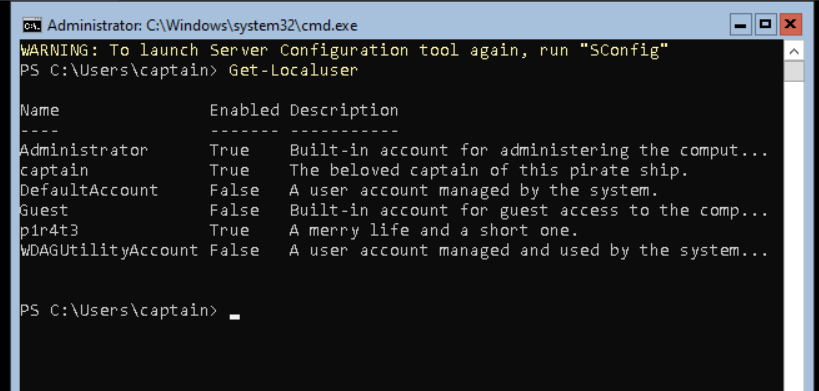 Administrator: C:\Windows\system32\cmd.exe
WARNING: To launch Server Configuration tool again, run "SConfig"
PS C:\Users\captain> Get-Localuser
Name Enabled Description
---- ------- -----------
Administrator True Built-in account for administering the comput...
captain True The beloved captain of this pirate ship.
DefaultAccount False A user account managed by the system.
Guest False Built-in account for guest access to the comp...
p1r4t3 True A merry life and a short one.
WDAGUtilityAccount False A user account managed and used by the system...
PS C:\Users\captain>